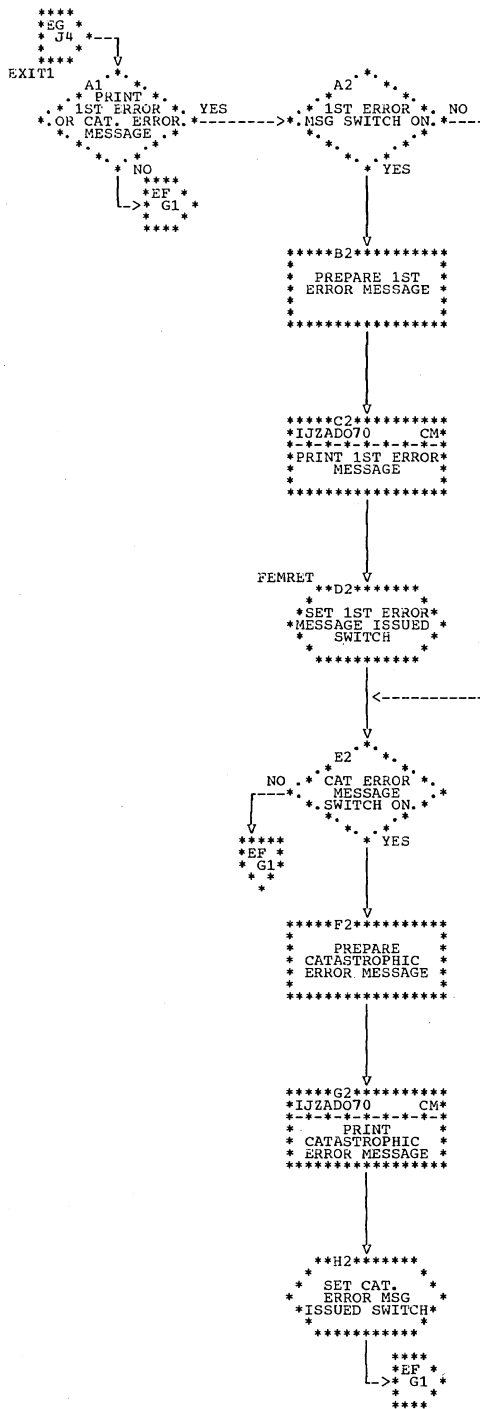 EG
J4
EXIT1
A1
PRINT
1ST ERROR
OR CAT. ERROR
MESSAGE
YES
NO
EF
G1
A2
1ST ERROR
MSG SWITCH ON
NO
YES
B2
PREPARE 1ST
ERROR MESSAGE
C2
IJZADO70 CM
PRINT 1ST ERROR
MESSAGE
FEMRET
D2
SET 1ST ERROR
MESSAGE ISSUED
SWITCH
E2
NO
CAT ERROR
MESSAGE
SWITCH ON
YES
EF
G1
F2
PREPARE
CATASTROPHIC
ERROR MESSAGE
G2
IJZADO70 CM
PRINT
CATASTROPHIC
ERROR MESSAGE
H2
SET CAT.
ERROR MSG
ISSUED SWITCH
EF
G1